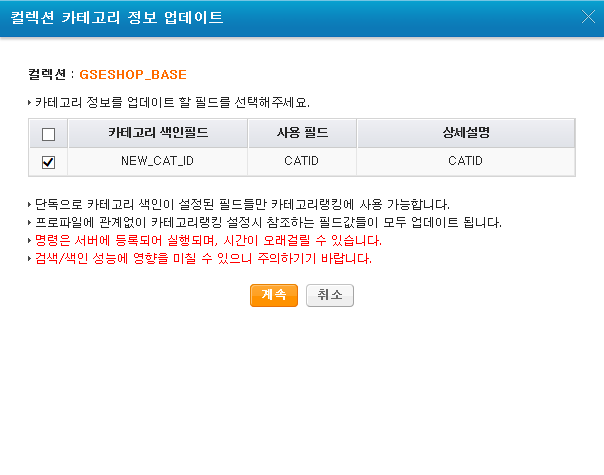 컬렉션 카테고리 정보 업데이트
컬렉션 : GSESHOP_BASE
카테고리 정보를 업데이트 할 필드를 선택해주세요.
카테고리 색인필드 사용 필드 상세설명
NEW_CAT_ID CATID CATID
단독으로 카테고리 색인이 설정된 필드들만 카테고리랭킹에 사용 가능합니다.
프로파일에 관계없이 카테고리랭킹 설정시 참조하는 필드값들이 모두 업데이트 됩니다.
명령은 서버에 등록되어 실행되며, 시간이 오래걸릴 수 있습니다.
검색/색인 성능에 영향을 미칠 수 있으니 주의하기기 바랍니다.
계속 취소